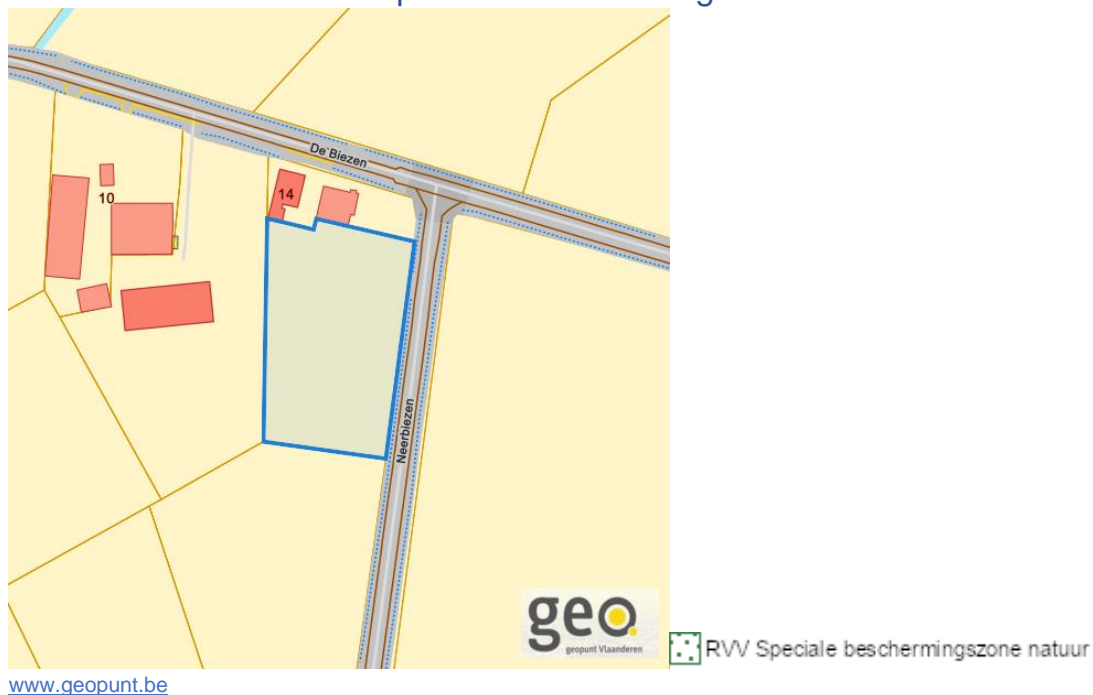 De Biezen
14
10
Neerbiezen
geo
geopunt Vlaanderen
RVV Speciale beschermingszone natuur
www.geopunt.be